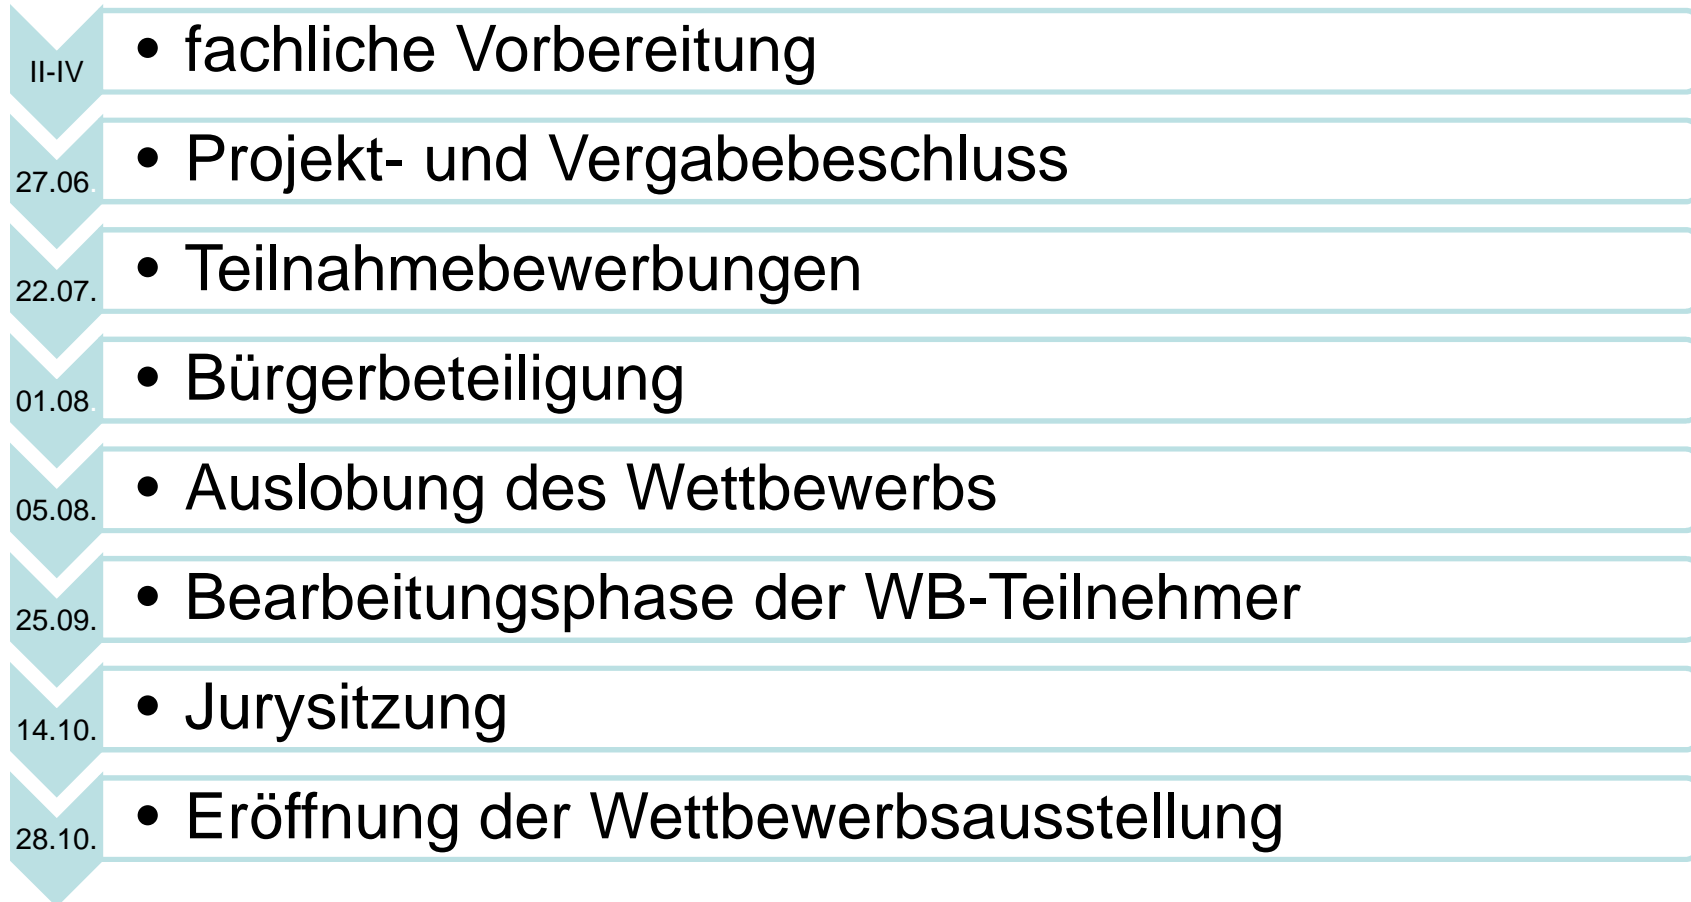 II-IV
• fachliche Vorbereitung
27.06.
• Projekt- und Vergabebeschluss
22.07.
• Teilnahmebewerbungen
01.08.
• Bürgerbeteiligung
05.08.
• Auslobung des Wettbewerbs
25.09.
• Bearbeitungsphase der WB-Teilnehmer
14.10.
• Jurysitzung
28.10.
• Eröffnung der Wettbewerbsausstellung